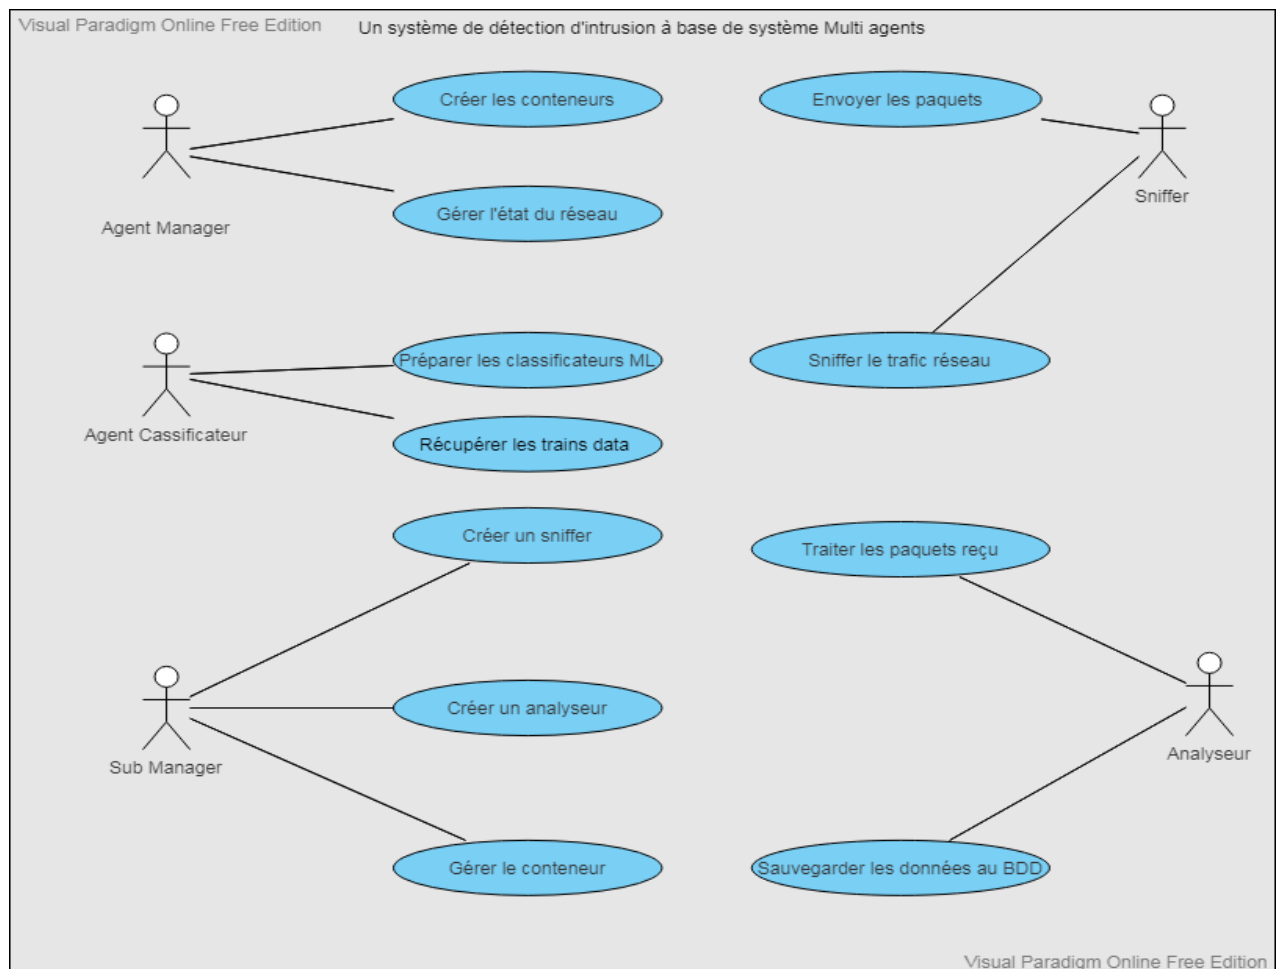 Visual Paradigm Online Free Edition
Un système de détection d'intrusion à base de système Multi agents
Créer les conteneurs
Envoyer les paquets
Sniffer
Gérer l'état du réseau
Agent Manager
Préparer les classificateurs ML
Sniffer le trafic réseau
Agent Cassificateur
Récupérer les trains data
Créer un sniffer
Traiter les paquets reçu
Créer un analyseur
Sub Manager
Analyseur
Gérer le conteneur
Sauvegarder les données au BDD
Visual Paradigm Online Free Edition